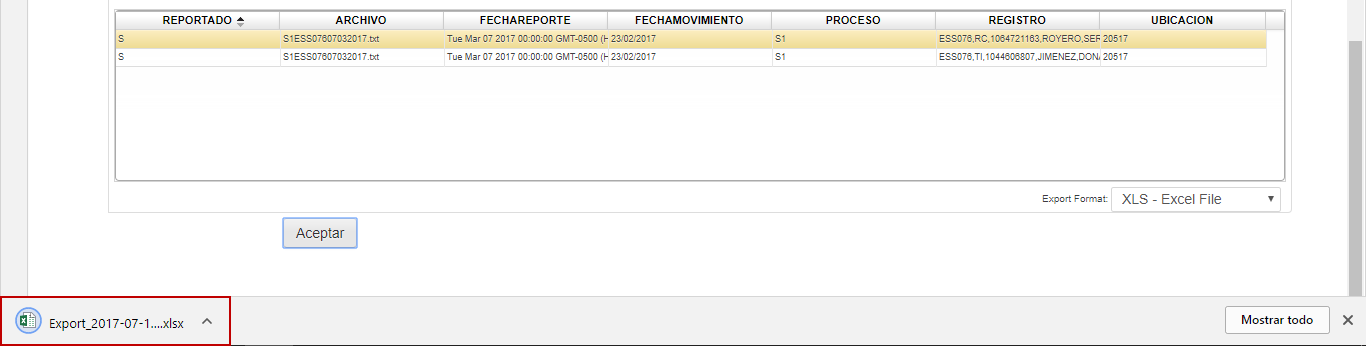 REPORTADO ARCHIVO FECHAREPORTE FECHAMOVIMIENTO PROCESO REGISTRO UBICACION
S S1ESS07607032017.txt Tue Mar 07 2017 00:00:00 GMT-0500 (H 23/02/2017 S1 ESS076,RC,1064721163,ROYERO,SER 20517
S S1ESS07607032017.txt Tue Mar 07 2017 00:00:00 GMT-0500 (H 23/02/2017 S1 ESS076,TI,1044606807,JIMENEZ,DONA 20517
Export Format: XLS - Excel File
Aceptar
Export_2017-07-1....xlsx
Mostrar todo